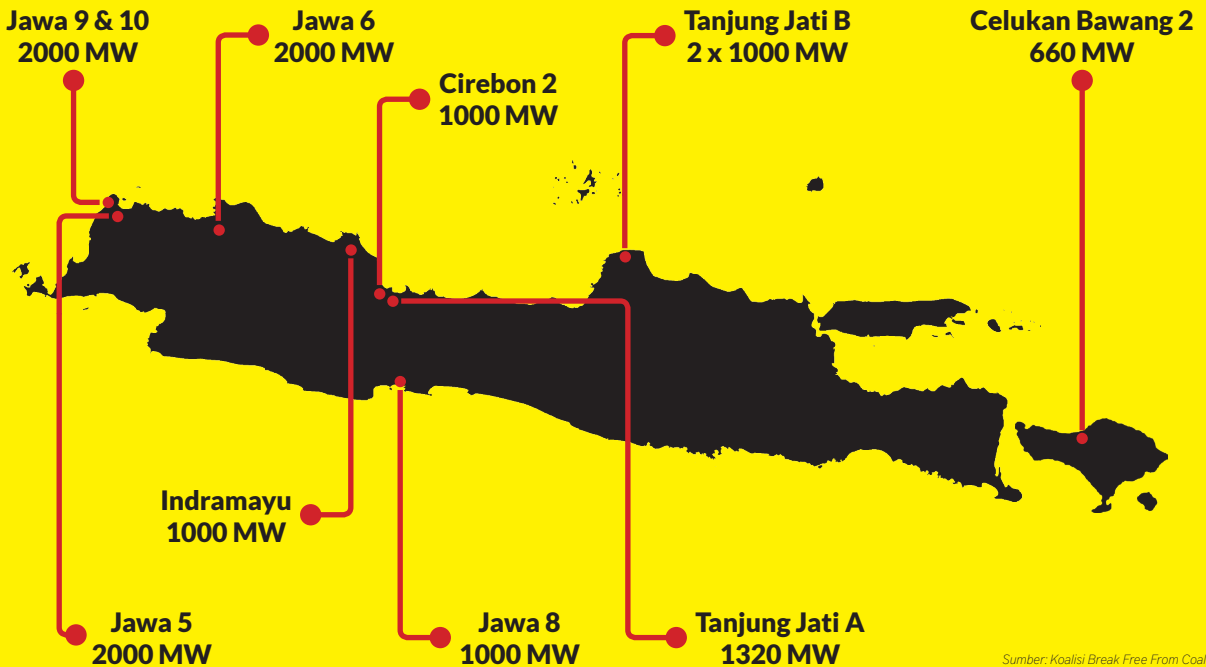 Jawa 9 & 10
2000 MW
Jawa 6
2000 MW
Cirebon 2
1000 MW
Tanjung Jati B
2 x 1000 MW
Celukan Bawang 2
660 MW
Indramayu
1000 MW
Jawa 5
2000 MW
Jawa 8
1000 MW
Tanjung Jati A
1320 MW
Sumber: Koalisi Break Free From Coal